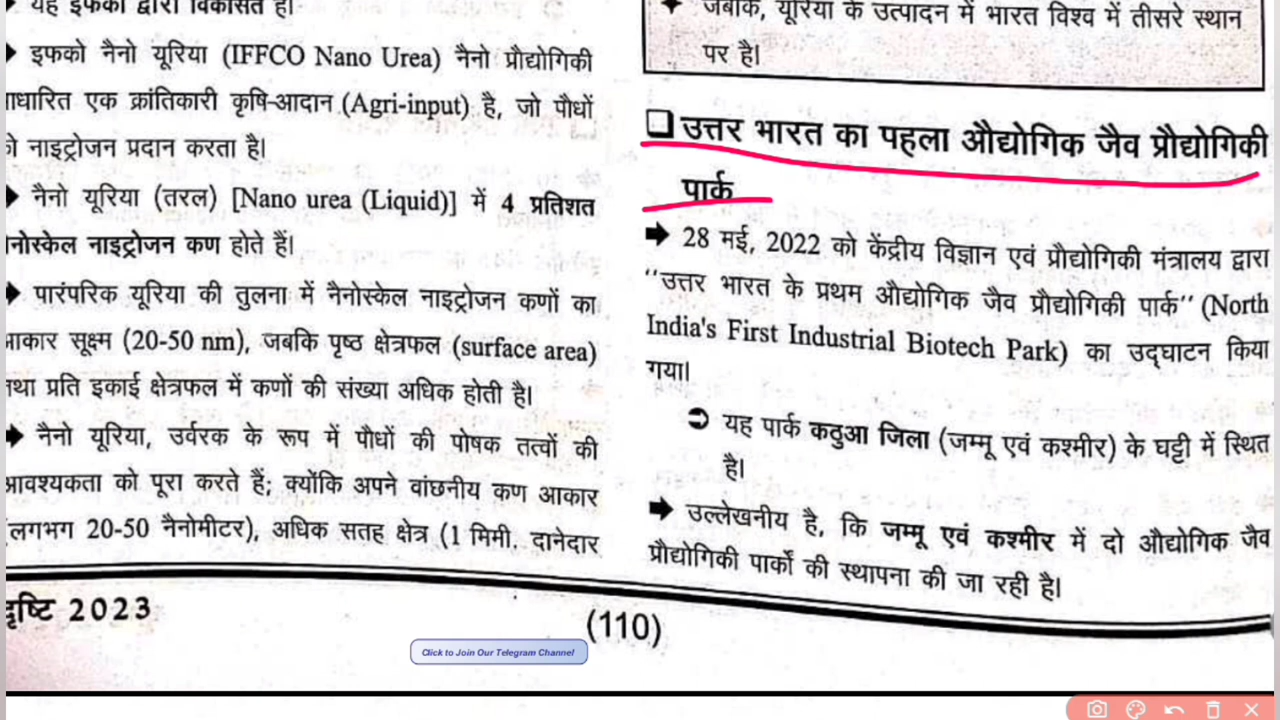 यह इफको द्वारा विकसित है।
इफको नैनो यूरिया (IFFCO Nano Urea) नैनो प्रौद्योगिकी
ाधारित एक क्रांतिकारी कृषि-आदान (Agri-input) है, जो पौधों
ो नाइट्रोजन प्रदान करता है।
नैनो यूरिया (तरल) [Nano urea (Liquid)] में 4 प्रतिशत
नोस्केल नाइट्रोजन कण होते हैं।
पारंपरिक यूरिया की तुलना में नैनोस्केल नाइट्रोजन कणों का
ाकार सूक्ष्म (20-50 nm), जबकि पृष्ठ क्षेत्रफल (surface area)
तथा प्रति इकाई क्षेत्रफल में कणों की संख्या अधिक होती है।
नैनो यूरिया, उर्वरक के रूप में पौधों की पोषक तत्वों की
आवश्यकता को पूरा करते हैं; क्योंकि अपने वांछनीय कण आकार
(लगभग 20-50 नैनोमीटर), अधिक सतह क्षेत्र (1 मिमी. दानेदार
जबकि, यूरिया के उत्पादन में भारत विश्व में तीसरे स्थान
पर है।
❑ उत्तर भारत का पहला औद्योगिक जैव प्रौद्योगिकी
पार्क
28 मई, 2022 को केंद्रीय विज्ञान एवं प्रौद्योगिकी मंत्रालय द्वारा
‘‘उत्तर भारत के प्रथम औद्योगिक जैव प्रौद्योगिकी पार्क’’ (North
India's First Industrial Biotech Park) का उद्घाटन किया
गया।
यह पार्क कठुआ जिला (जम्मू एवं कश्मीर) के घट्टी में स्थित
है।
उल्लेखनीय है, कि जम्मू एवं कश्मीर में दो औद्योगिक जैव
प्रौद्योगिकी पार्कों की स्थापना की जा रही है।
दृष्टि 2023
(110)
Click to Join Our Telegram Channel